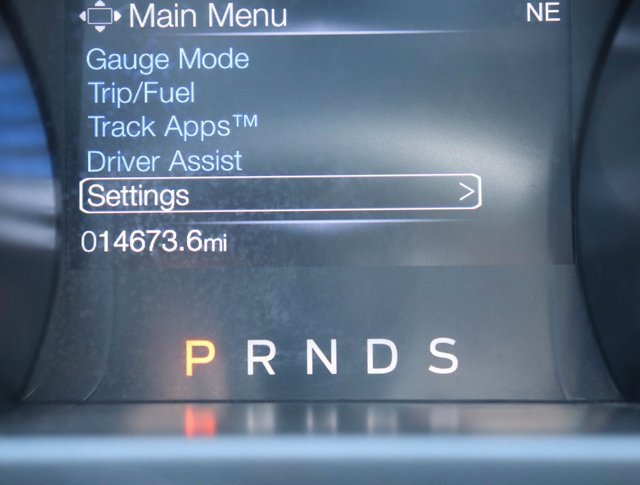 Main Menu NE
Gauge Mode
Trip/Fuel
Track Apps™
Driver Assist
Settings >
014673.6mi
P R N D S